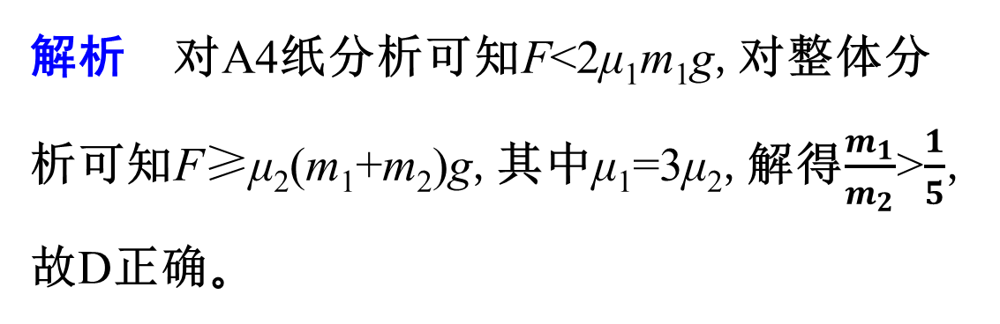 解析 对A4纸分析可知F<2μ₁m₁g, 对整体分
析可知F⩾μ₂(m₁+m₂)g, 其中μ₁=3μ₂, 解得m₁/m₂>1/5,
故D正确。